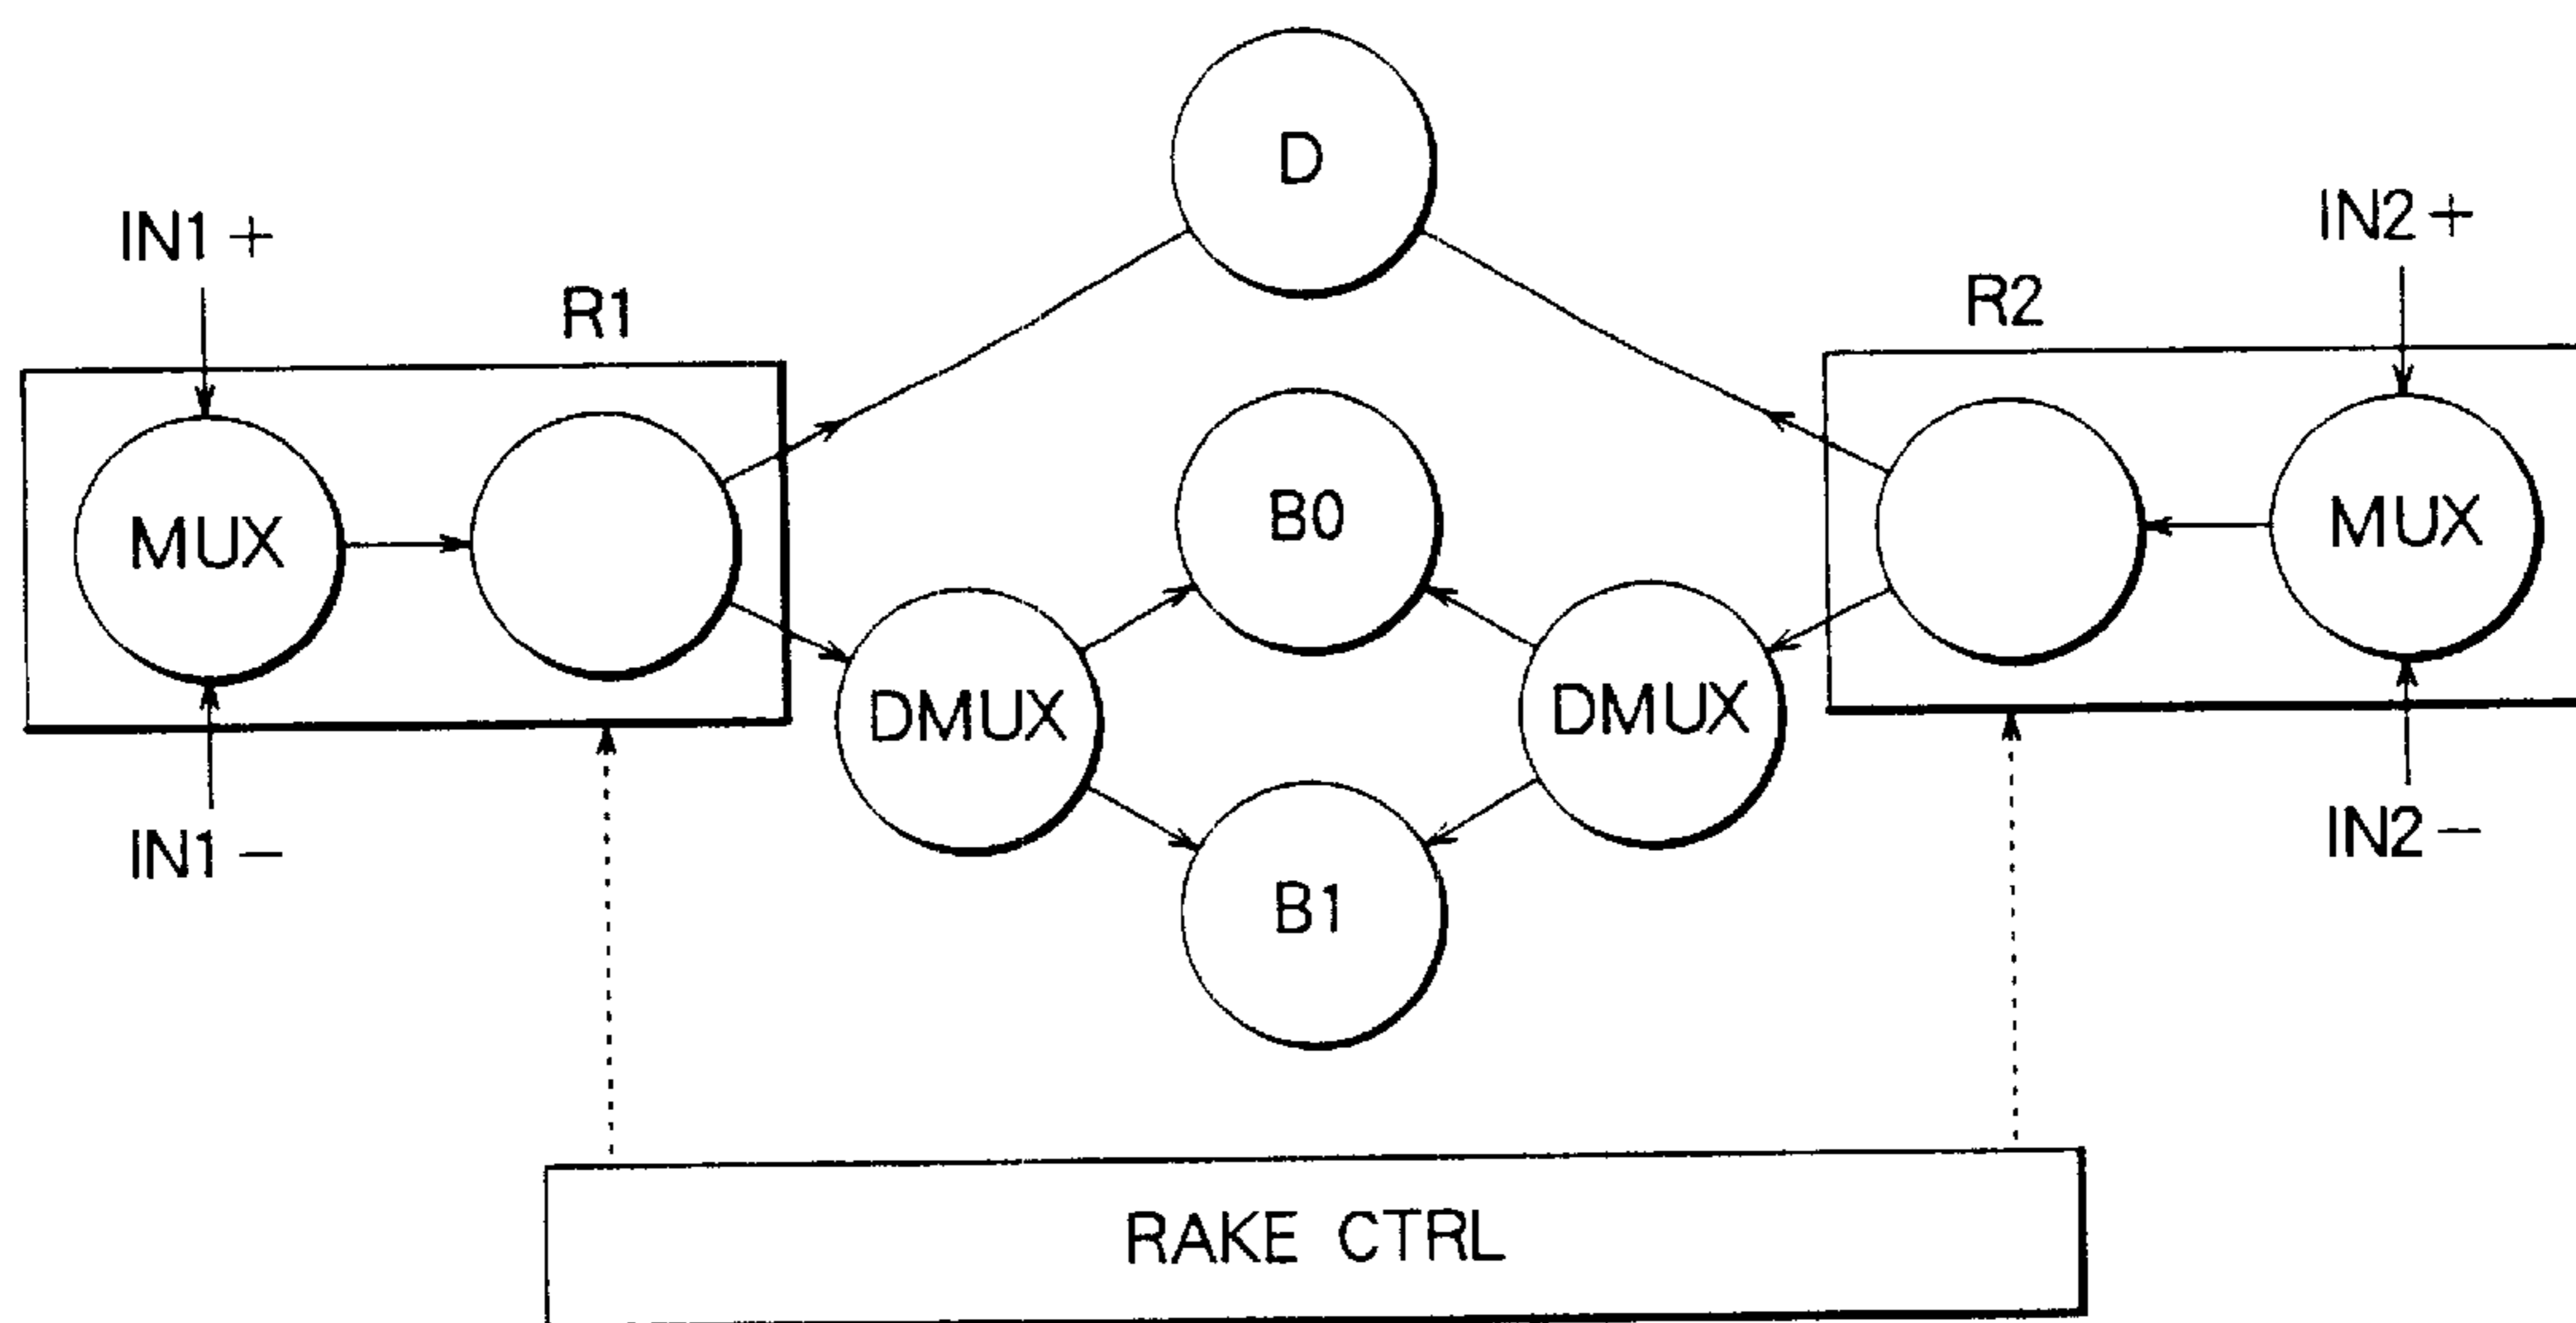 D
IN1+
IN2+
R1
R2
MUX
B0
MUX
DMUX
DMUX
IN1−
B1
IN2−
RAKE CTRL